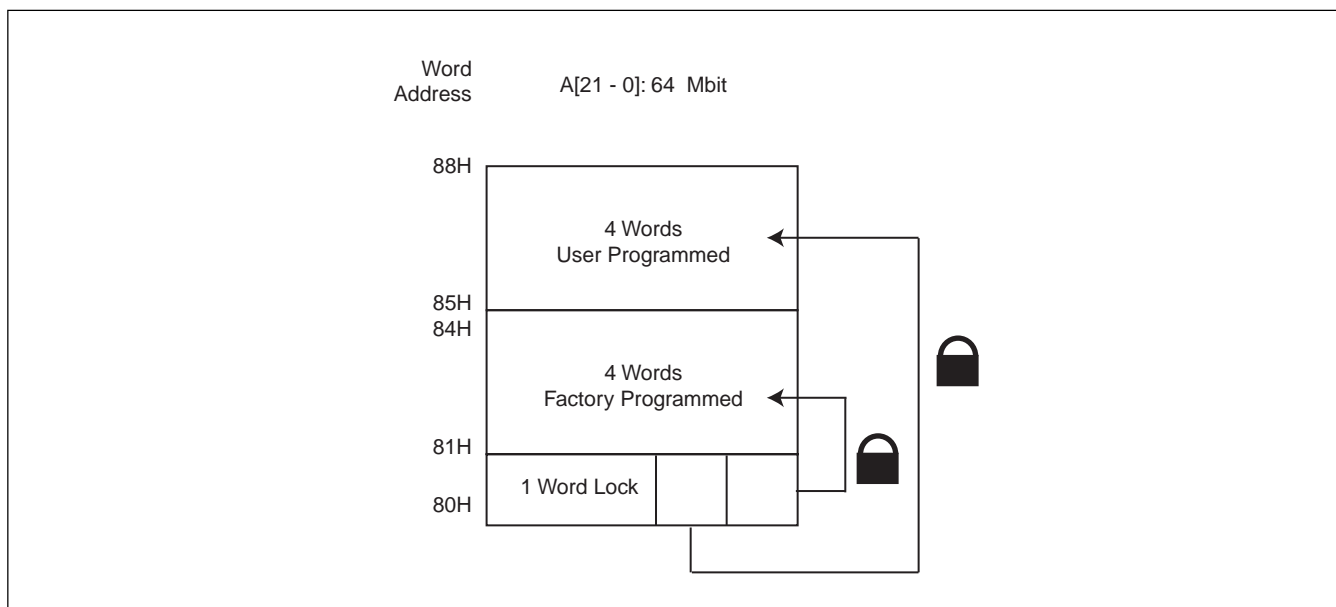 Word
Address
A[21 - 0]: 64 Mbit
88H
4 Words
User Programmed
85H
84H
4 Words
Factory Programmed
81H
1 Word Lock
80H